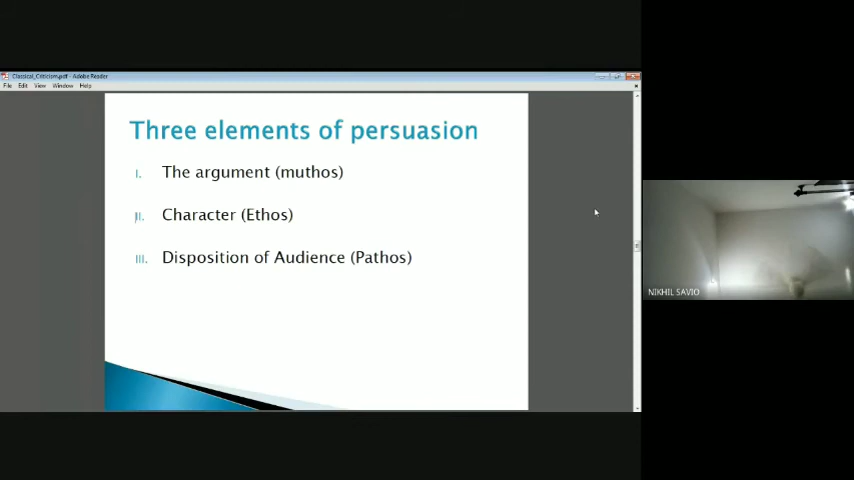 Classical_Criticism.pdf - Adobe Reader
File Edit View Window Help
Three elements of persuasion
I. The argument (muthos)
II. Character (Ethos)
III. Disposition of Audience (Pathos)
NIKHIL SAVIO